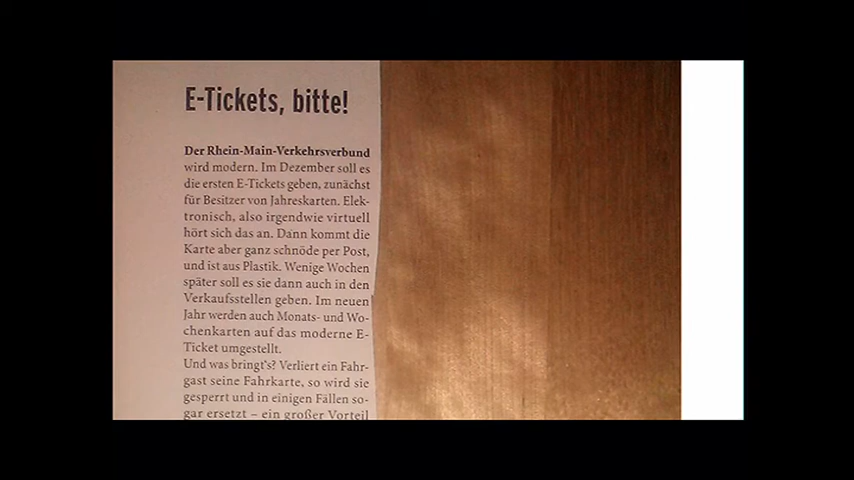 E-Tickets, bitte!
Der Rhein-Main-Verkehrsverbund
wird modern. Im Dezember soll es
die ersten E-Tickets geben, zunächst
für Besitzer von Jahreskarten. Elek-
tronisch, also irgendwie virtuell
hört sich das an. Dann kommt die
Karte aber ganz schnöde per Post,
und ist aus Plastik. Wenige Wochen
später soll es sie dann auch in den
Verkaufsstellen geben. Im neuen
Jahr werden auch Monats- und Wo-
chenkarten auf das moderne E-
Ticket umgestellt.
Und was bringt's? Verliert ein Fahr-
gast seine Fahrkarte, so wird sie
gesperrt und in einigen Fällen so-
gar ersetzt – ein großer Vorteil